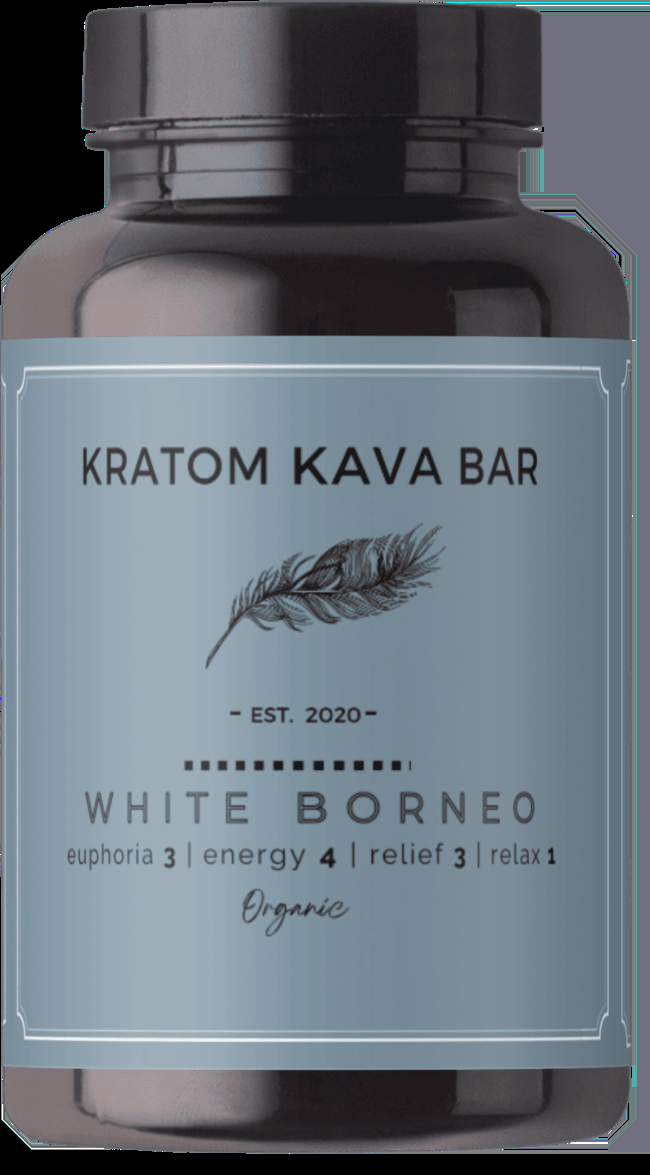 KRATOM KAVA BAR
- EST. 2020 -
WHITE BORNEO
euphoria 3 | energy 4 | relief 3 | relax 1
Organic